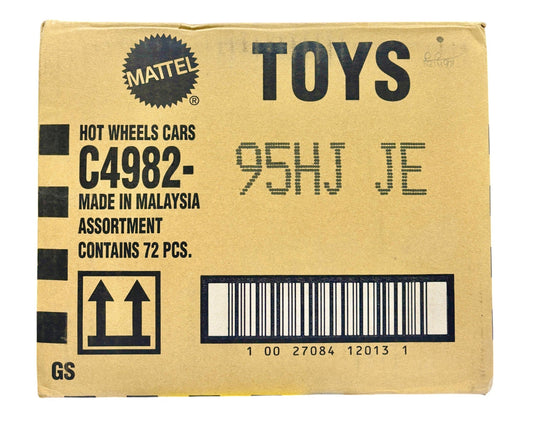 MATTEL
®
TOYS
HOT WHEELS CARS
C4982-
MADE IN MALAYSIA
ASSORTMENT
CONTAINS 72 PCS.
95HJ JE
1 00 27084 12013 1
GS